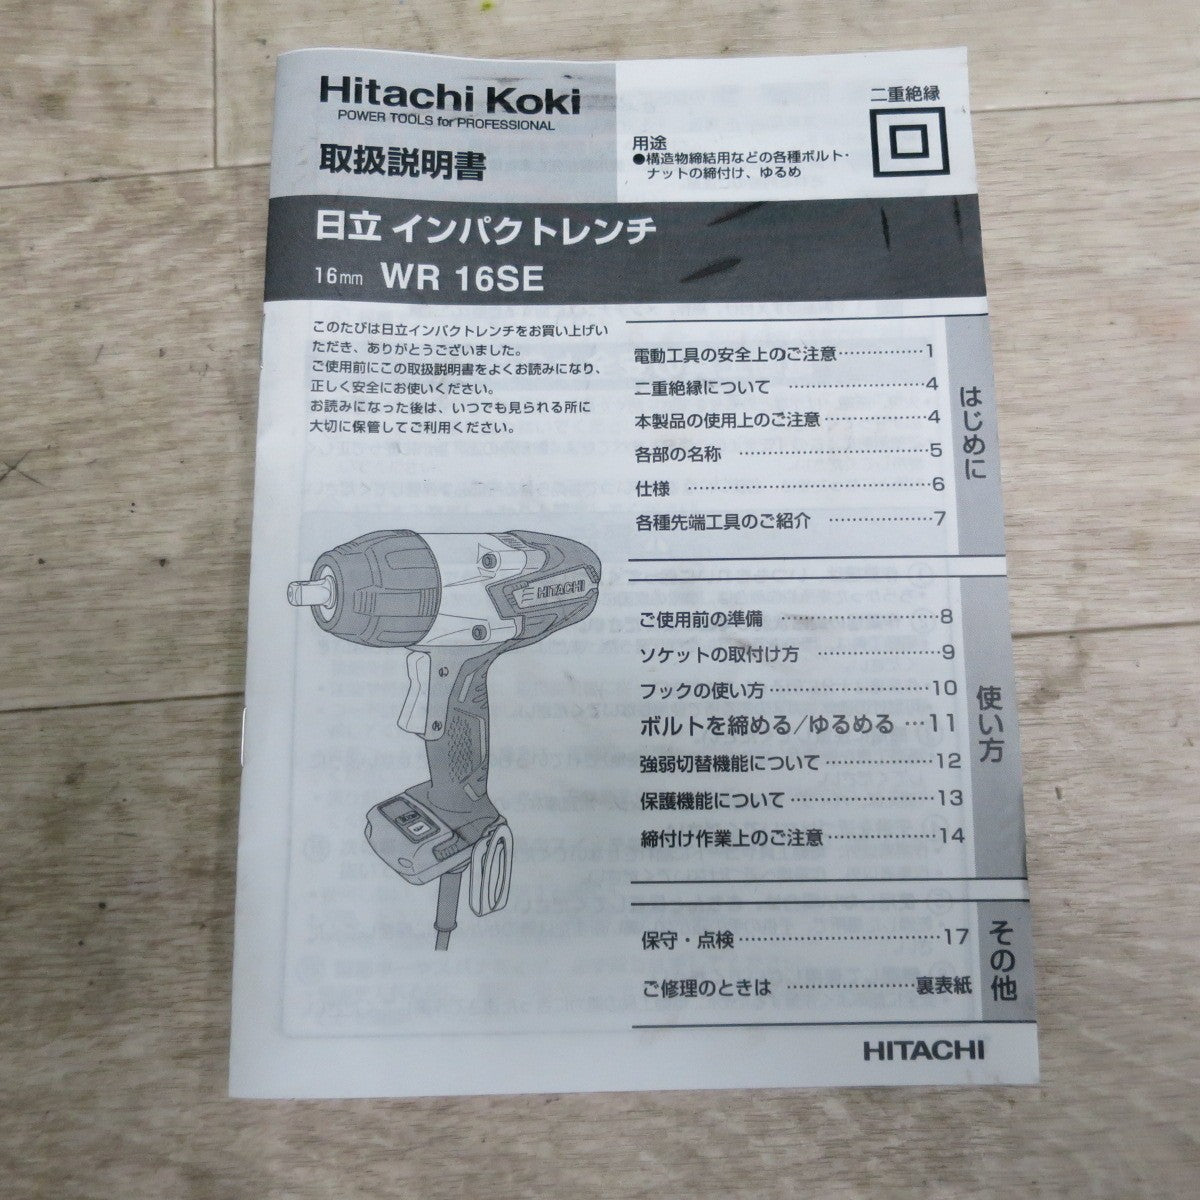 Hitachi Koki
POWER TOOLS for PROFESSIONAL
取扱説明書
用途
●構造物締結用などの各種ボルト・
ナットの締付け、ゆるめ
二重絶縁
日立 インパクトレンチ
16mm WR 16SE
このたびは日立インパクトレンチをお買い上げい
ただき、ありがとうございました。
ご使用前にこの取扱説明書をよくお読みになり、
正しく安全にお使いください。
お読みになった後は、いつでも見られる所に
大切に保管してご利用ください。
HITACHI
はじめに
電動工具の安全上のご注意……………1
二重絶縁について ……………………4
本製品の使用上のご注意………………4
各部の名称 ……………………………5
仕様 ……………………………………6
各種先端工具のご紹介 ………………7
使い方
ご使用前の準備 ………………………8
ソケットの取付け方 …………………9
フックの使い方………………………10
ボルトを締める/ゆるめる …11
強弱切替機能について………………12
保護機能について……………………13
締付け作業上のご注意………………14
その他
保守・点検……………………………17
ご修理のときは …………………裏表紙
HITACHI